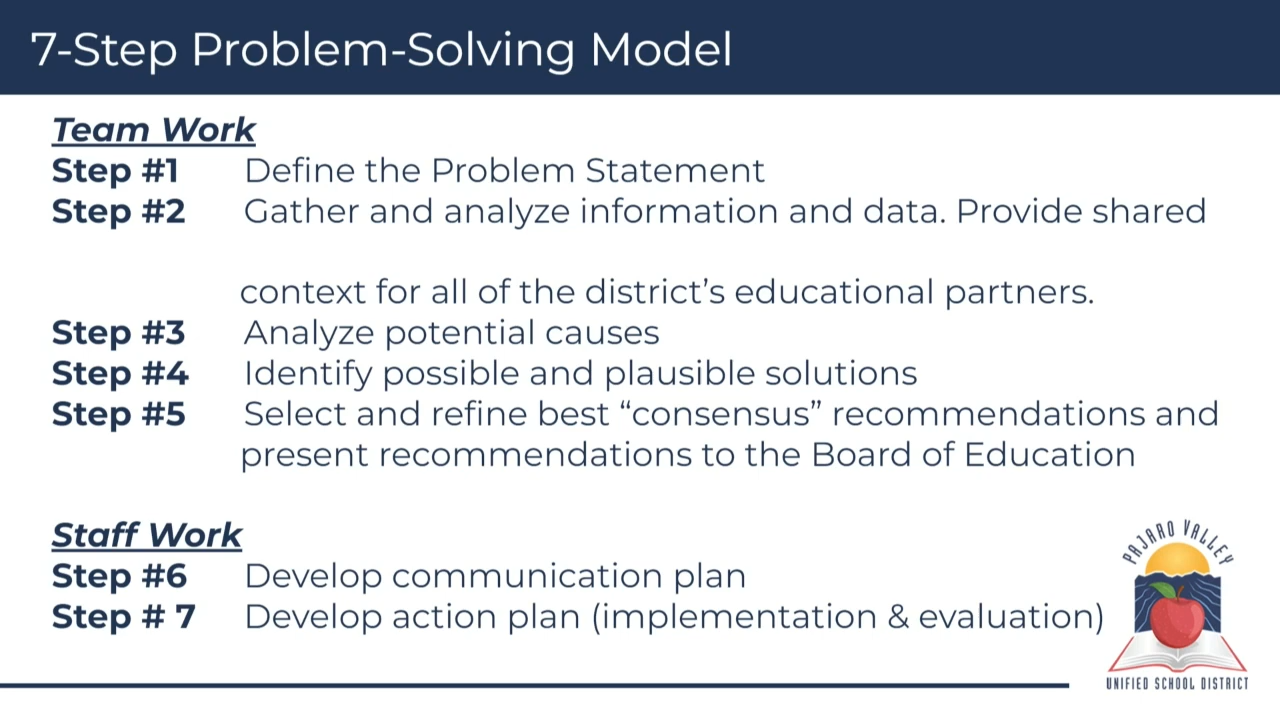 7-Step Problem-Solving Model
Team Work
Step #1 Define the Problem Statement
Step #2 Gather and analyze information and data. Provide shared
context for all of the district’s educational partners.
Step #3 Analyze potential causes
Step #4 Identify possible and plausible solutions
Step #5 Select and refine best “consensus” recommendations and
present recommendations to the Board of Education
Staff Work
Step #6 Develop communication plan
Step # 7 Develop action plan (implementation & evaluation)
PAJARO VALLEY
UNIFIED SCHOOL DISTRICT